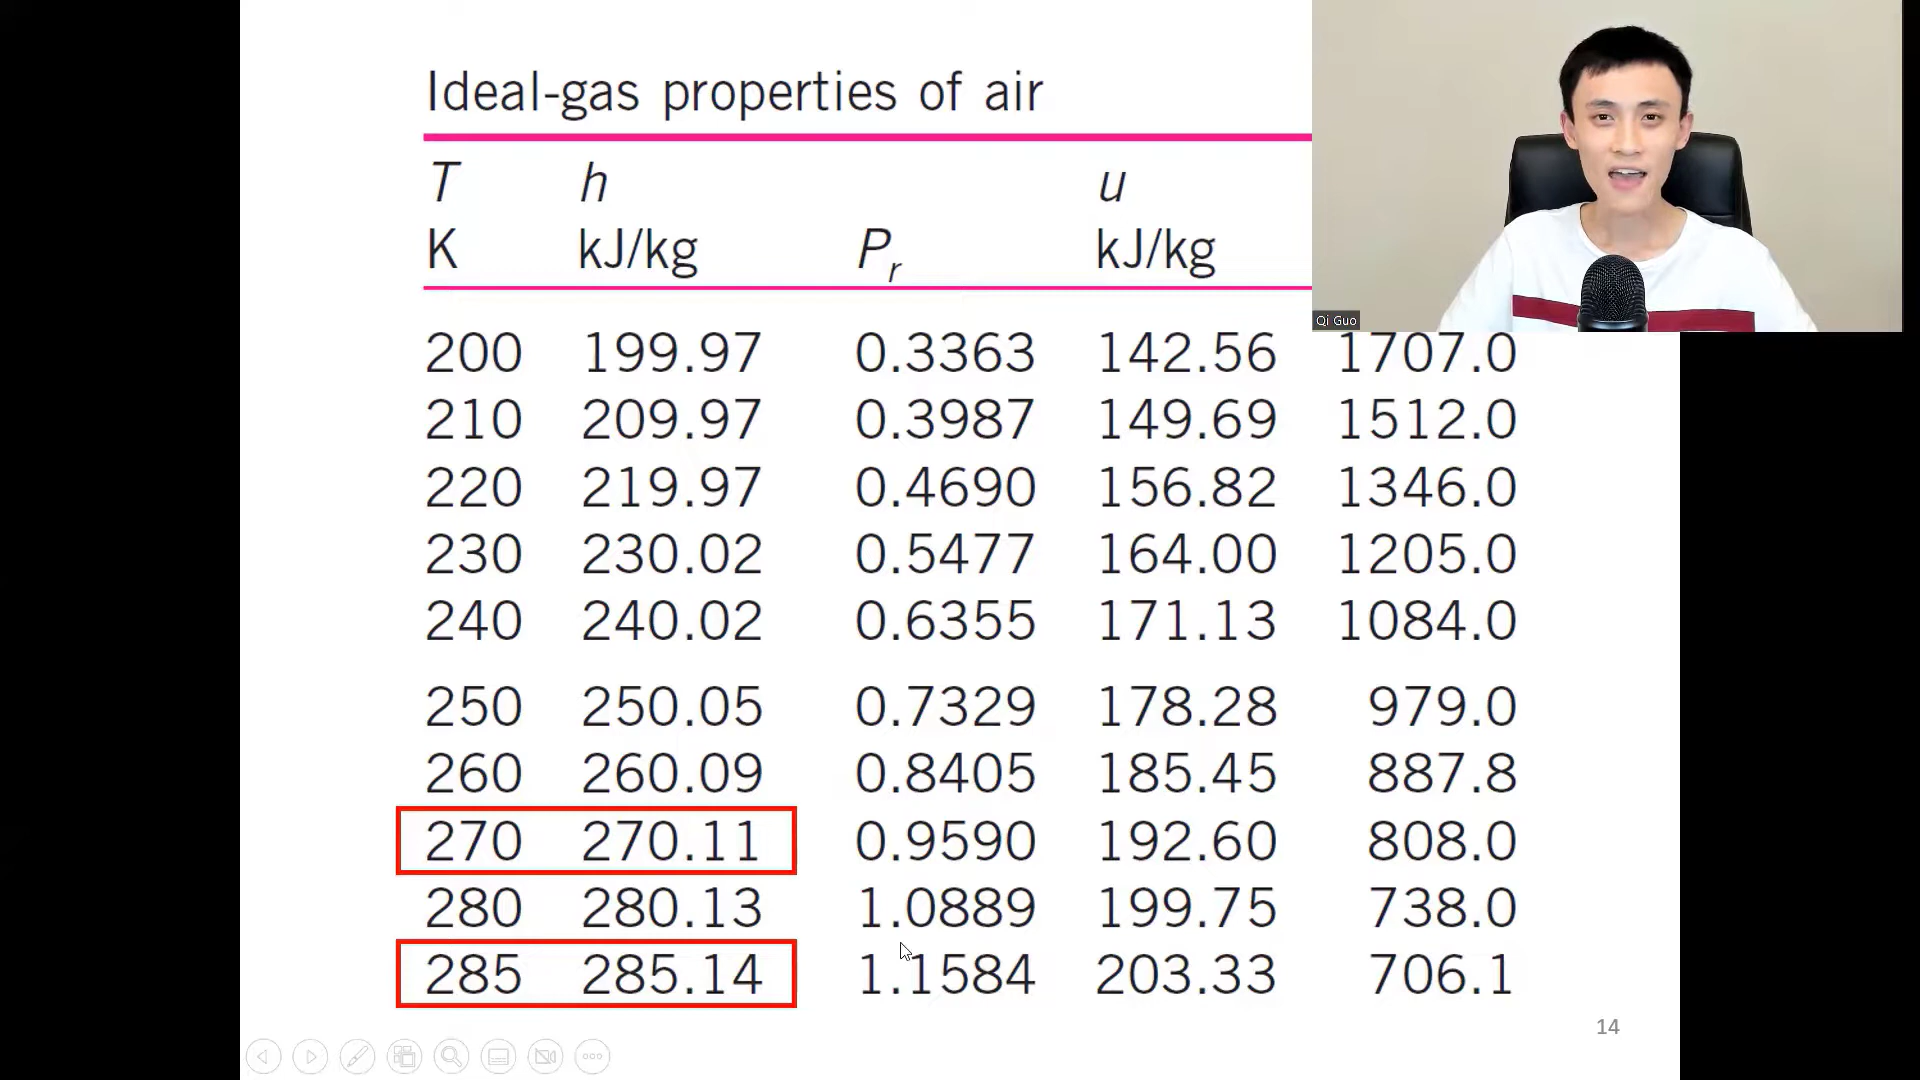 Ideal-gas properties of air
T h u
K kJ/kg Pr kJ/kg
Qi Guo
200 199.97 0.3363 142.56 1707.0
210 209.97 0.3987 149.69 1512.0
220 219.97 0.4690 156.82 1346.0
230 230.02 0.5477 164.00 1205.0
240 240.02 0.6355 171.13 1084.0
250 250.05 0.7329 178.28 979.0
260 260.09 0.8405 185.45 887.8
270 270.11 0.9590 192.60 808.0
280 280.13 1.0889 199.75 738.0
285 285.14 1.1584 203.33 706.1
14